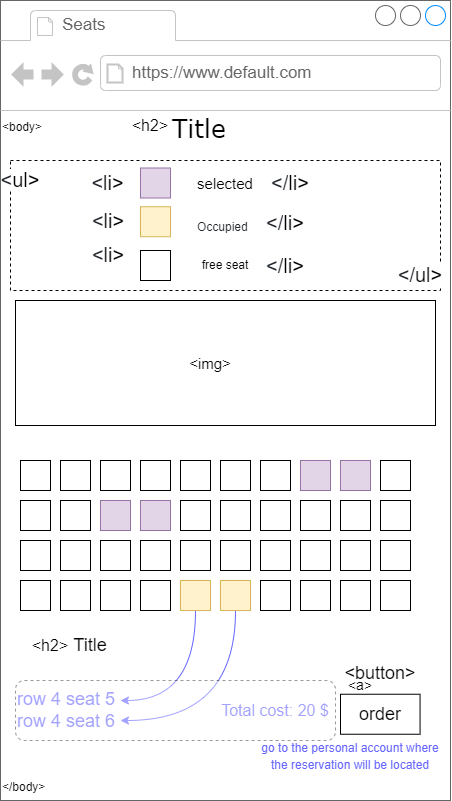 Seats
https://www.default.com
<body>
<h2> Title
<ul>
<li> selected </li>
<li> Occupied </li>
<li> free seat </li>
</ul>
<img>
<h2> Title
<button>
<a>
row 4 seat 5
row 4 seat 6
Total cost: 20 $
order
go to the personal account where
the reservation will be located
</body>